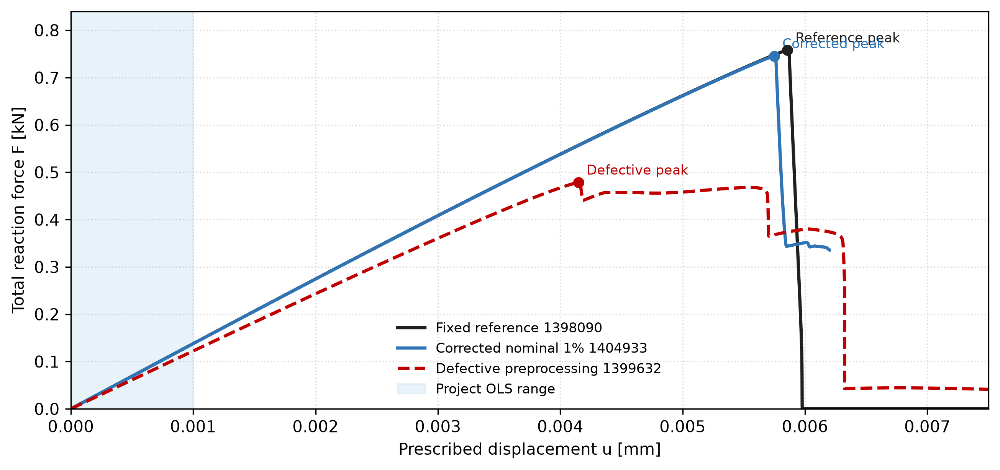 0.8
0.7
0.6
0.5
0.4
0.3
0.2
0.1
0.0
Total reaction force F [kN]
Reference peak
Corrected peak
Defective peak
Fixed reference 1398090
Corrected nominal 1% 1404933
Defective preprocessing 1399632
Project OLS range
0.000 0.001 0.002 0.003 0.004 0.005 0.006 0.007
Prescribed displacement u [mm]